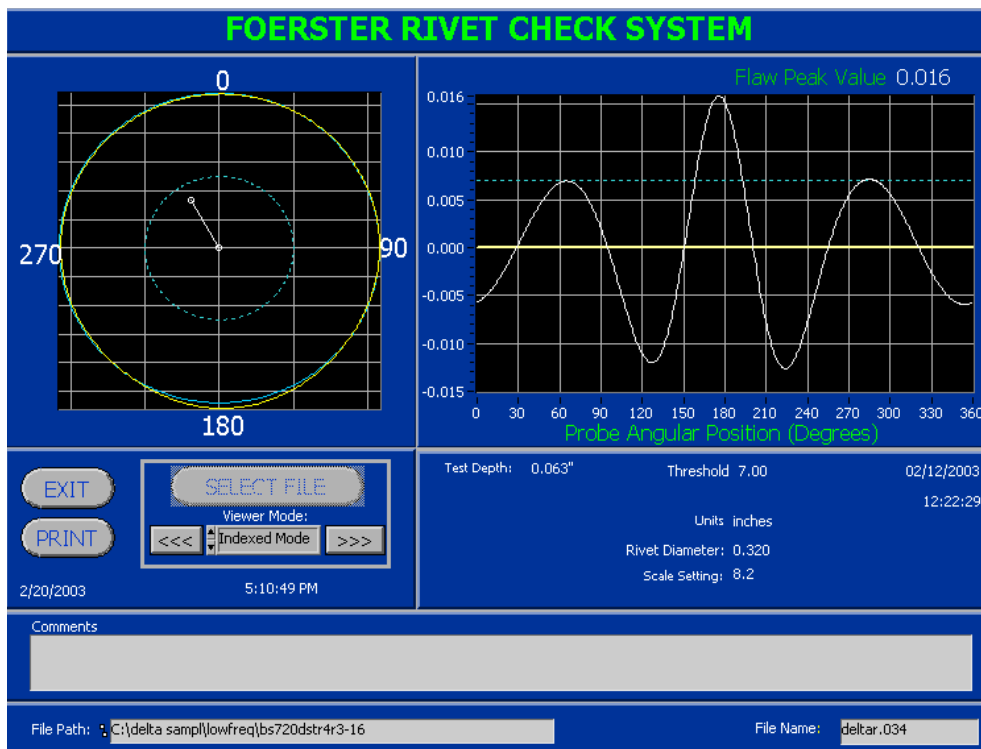 FOERSTER RIVET CHECK SYSTEM
0
270
90
180
Flaw Peak Value 0.016
0.016
0.010
0.005
0.000
-0.005
-0.010
-0.015
0 30 60 90 120 150 180 210 240 270 300 330 360
Probe Angular Position (Degrees)
EXIT
PRINT
SELECT FILE
Viewer Mode:
<<< Indexed Mode >>>
2/20/2003 5:10:49 PM
Test Depth: 0.063" Threshold 7.00 02/12/2003
12:22:29
Units inches
Rivet Diameter: 0.320
Scale Setting: 8.2
Comments
File Path: C:\delta sampl\lowfreq\bs720dstr4r3-16 File Name: deltar.034